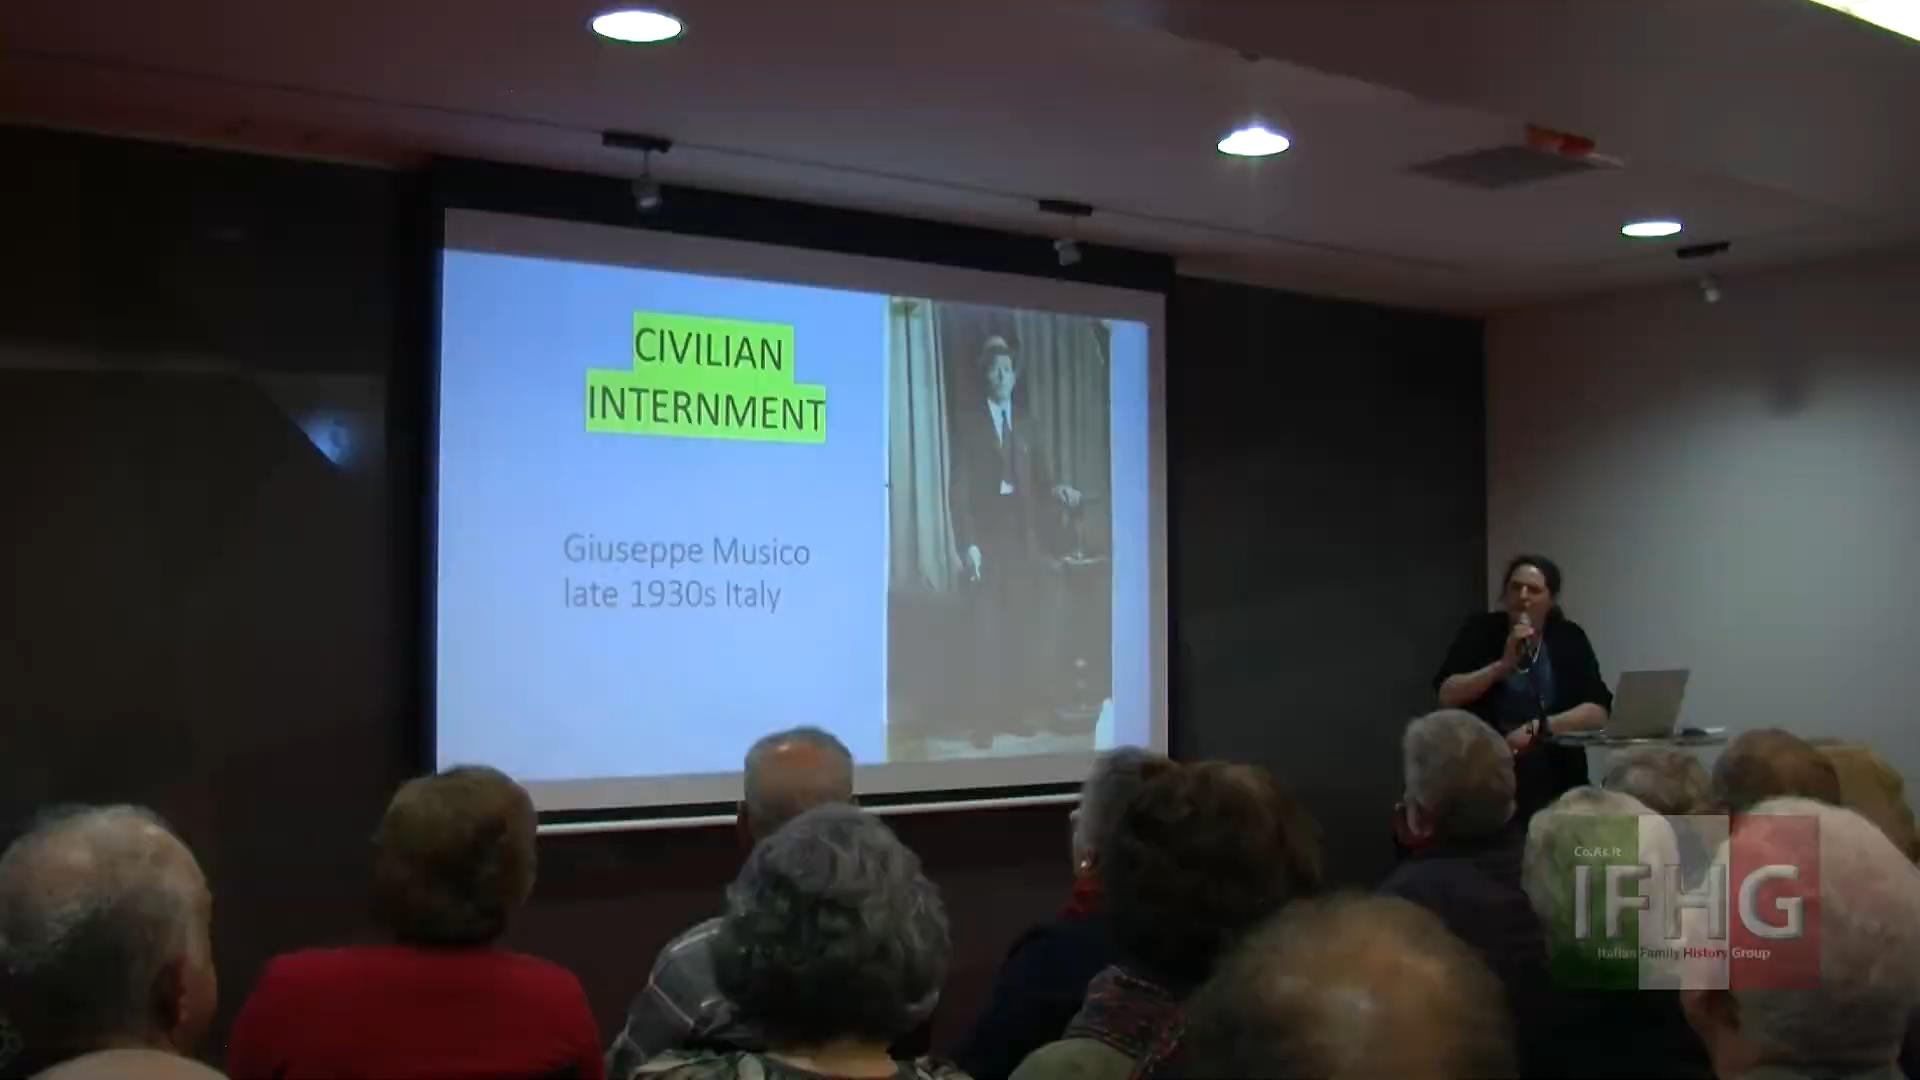 CIVILIAN
INTERNMENT
Giuseppe Musico
late 1930s Italy
Co.As.It
IFHG
Italian Family History Group